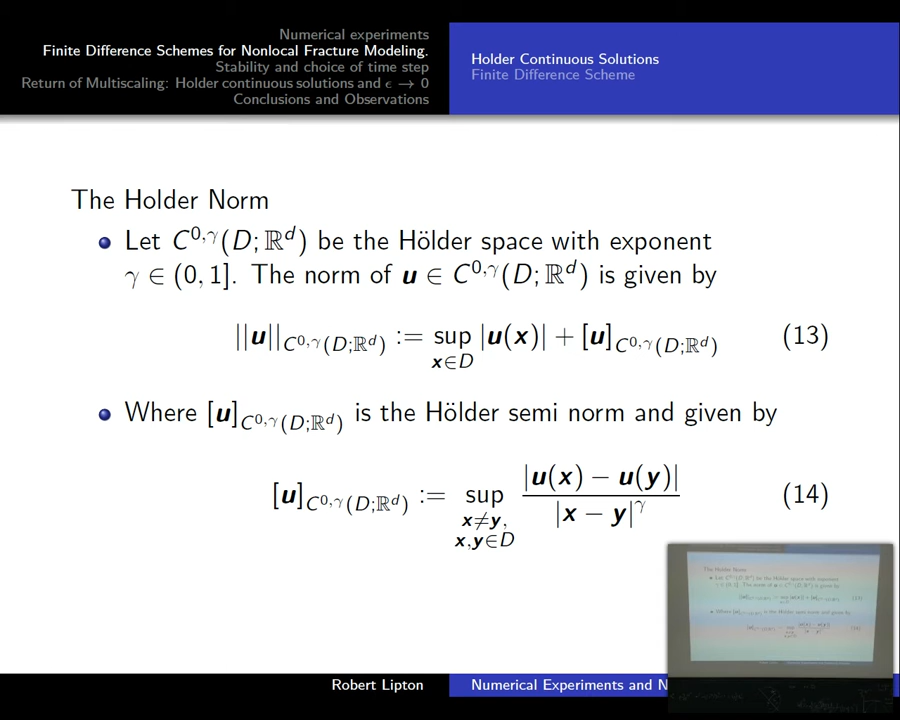 Numerical experiments
Finite Difference Schemes for Nonlocal Fracture Modeling.
Stability and choice of time step
Return of Multiscaling: Holder continuous solutions and ϵ → 0
Conclusions and Observations
Holder Continuous Solutions
Finite Difference Scheme
The Holder Norm
Let C^{0,γ}(D; ℝ^d) be the Hölder space with exponent
γ ∈ (0, 1]. The norm of u ∈ C^{0,γ}(D; ℝ^d) is given by
||u||_{C^{0,γ}(D;ℝ^d)} := sup_{x∈D} |u(x)| + [u]_{C^{0,γ}(D;ℝ^d)} (13)
Where [u]_{C^{0,γ}(D;ℝ^d)} is the Hölder semi norm and given by
[u]_{C^{0,γ}(D;ℝ^d)} := sup_{x≠y, x,y∈D} |u(x) − u(y)| / |x − y|^γ (14)
Robert Lipton
Numerical Experiments and N